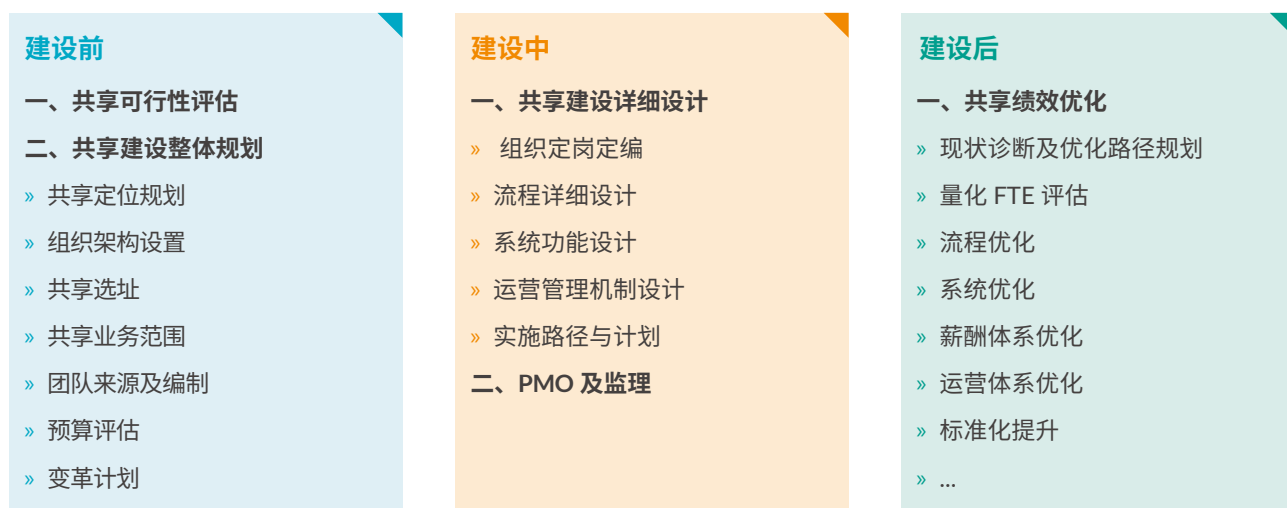 建设前
一、共享可行性评估
二、共享建设整体规划
» 共享定位规划
» 组织架构设置
» 共享选址
» 共享业务范围
» 团队来源及编制
» 预算评估
» 变革计划
建设中
一、共享建设详细设计
» 组织定岗定编
» 流程详细设计
» 系统功能设计
» 运营管理机制设计
» 实施路径与计划
二、PMO 及监理
建设后
一、共享绩效优化
» 现状诊断及优化路径规划
» 量化 FTE 评估
» 流程优化
» 系统优化
» 薪酬体系优化
» 运营体系优化
» 标准化提升
» ...